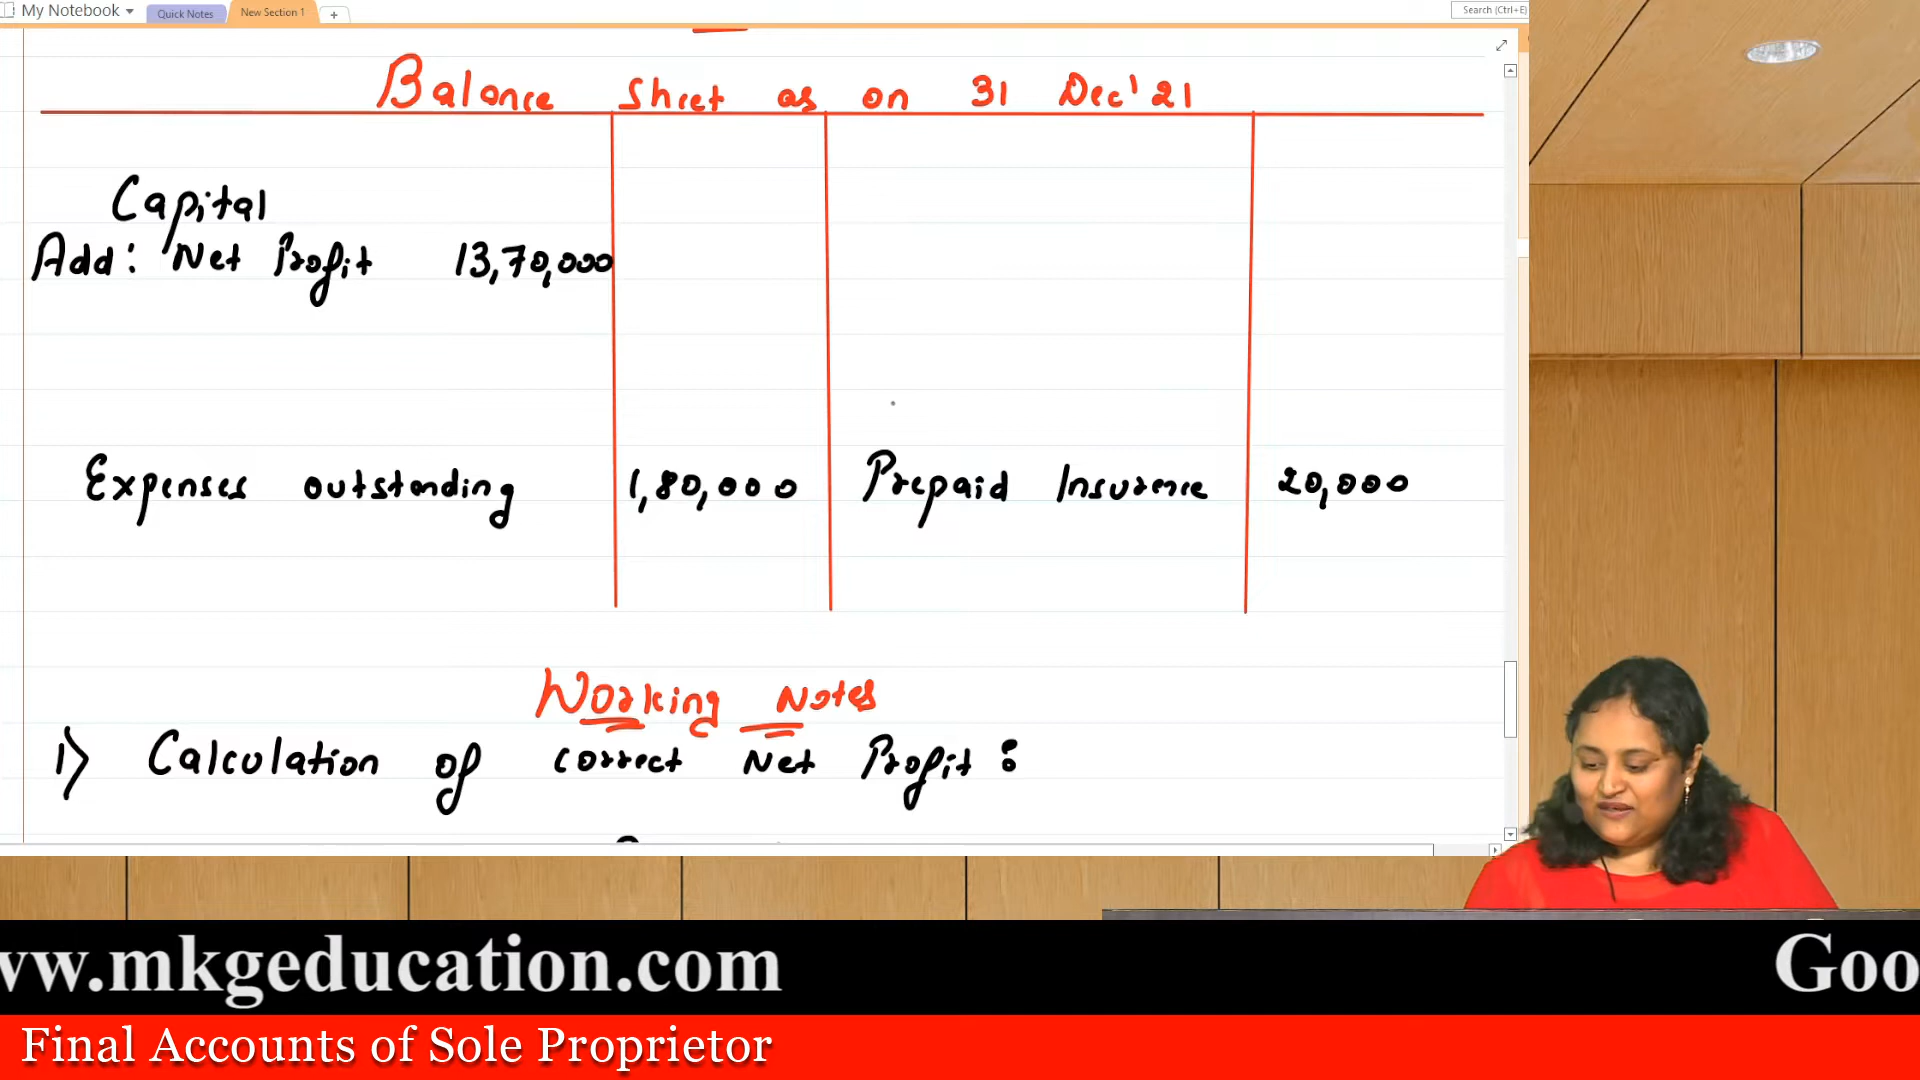 My Notebook
Quick Notes
New Section 1
+
Search (Ctrl+E)
Balance Sheet as on 31 Dec' 21
Capital
Add: Net Profit 13,70,000
Expenses outstanding 1,80,000 Prepaid Insurance 20,000
Working Notes
1) Calculation of correct Net Profit:
ww.mkgeducation.com Goo
Final Accounts of Sole Proprietor